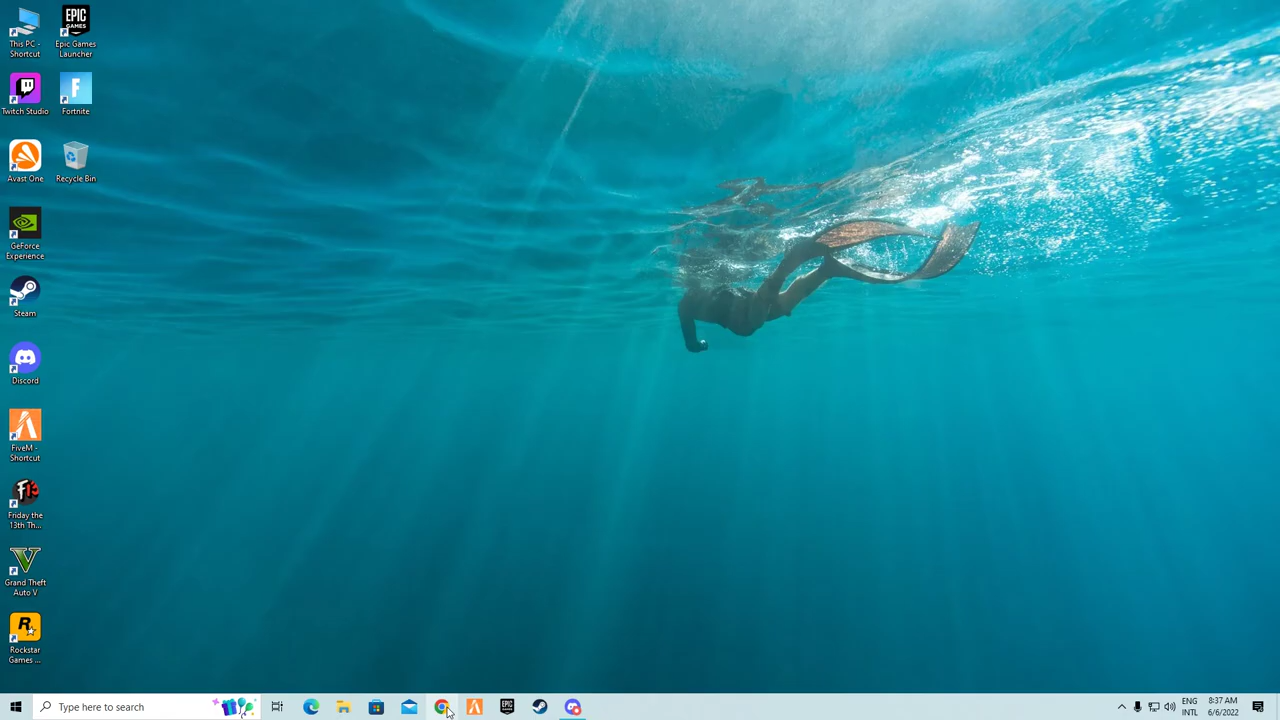 This PC -
Shortcut
EPIC
GAMES
Epic Games
Launcher
Twitch Studio
F
Fortnite
Avast One
Recycle Bin
GeForce
Experience
Steam
Discord
FiveM -
Shortcut
Friday the
13th Th...
V
Grand Theft
Auto V
R
Rockstar
Games ...
Type here to search
EPIC
ENG
INTL
8:37 AM
6/6/2022